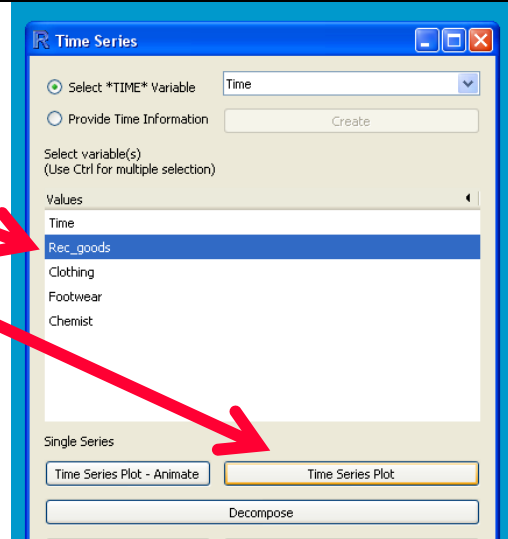 Time Series
Select *TIME* Variable Time
Provide Time Information Create
Select variable(s)
(Use Ctrl for multiple selection)
Values
Time
Rec_goods
Clothing
Footwear
Chemist
Single Series
Time Series Plot - Animate Time Series Plot
Decompose